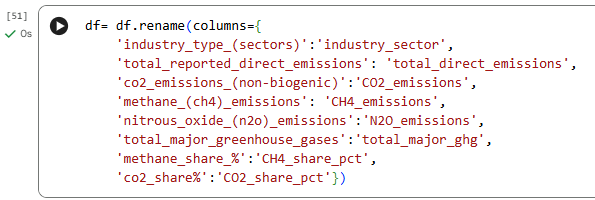 [51]
0s
df= df.rename(columns={
'industry_type_(sectors)':'industry_sector',
'total_reported_direct_emissions': 'total_direct_emissions',
'co2_emissions_(non-biogenic)':'CO2_emissions',
'methane_(ch4)_emissions': 'CH4_emissions',
'nitrous_oxide_(n2o)_emissions':'N2O_emissions',
'total_major_greenhouse_gases':'total_major_ghg',
'methane_share_%':'CH4_share_pct',
'co2_share%':'CO2_share_pct'})